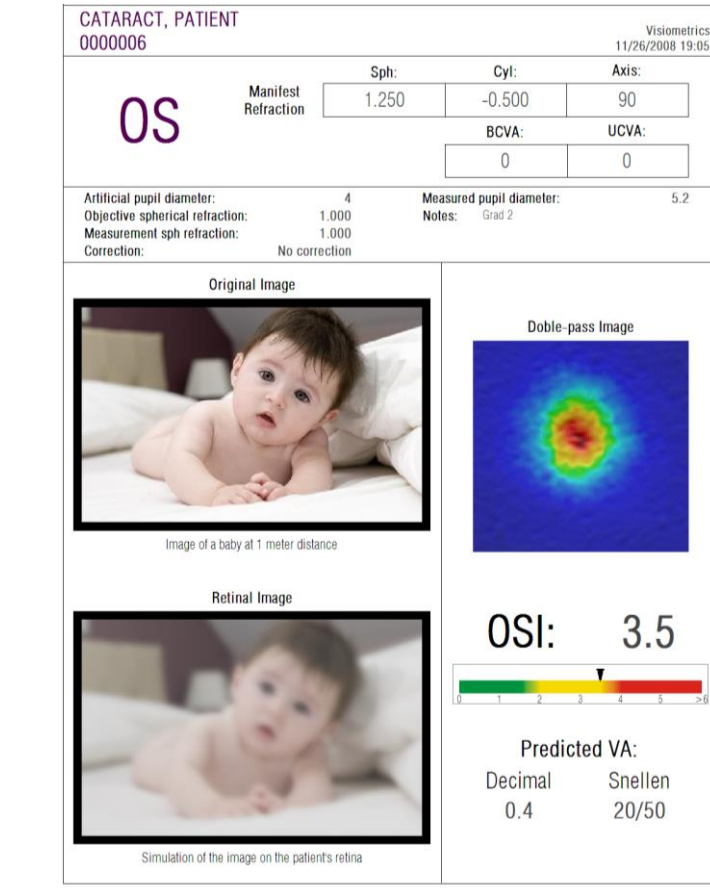 CATARACT, PATIENT
0000006
Visiometrics
11/26/2008 19:05
OS
Manifest Refraction
Sph: Cyl: Axis:
1.250 -0.500 90
BCVA: UCVA:
0 0
Artificial pupil diameter: 4
Objective spherical refraction: 1.000
Measurement sph refraction: 1.000
Correction: No correction
Measured pupil diameter: 5.2
Notes: Grad 2
Original Image
Image of a baby at 1 meter distance
Retinal Image
Simulation of the image on the patient's retina
Doble-pass Image
OSI: 3.5
0 1 2 3 4 5 >6
Predicted VA:
Decimal Snellen
0.4 20/50